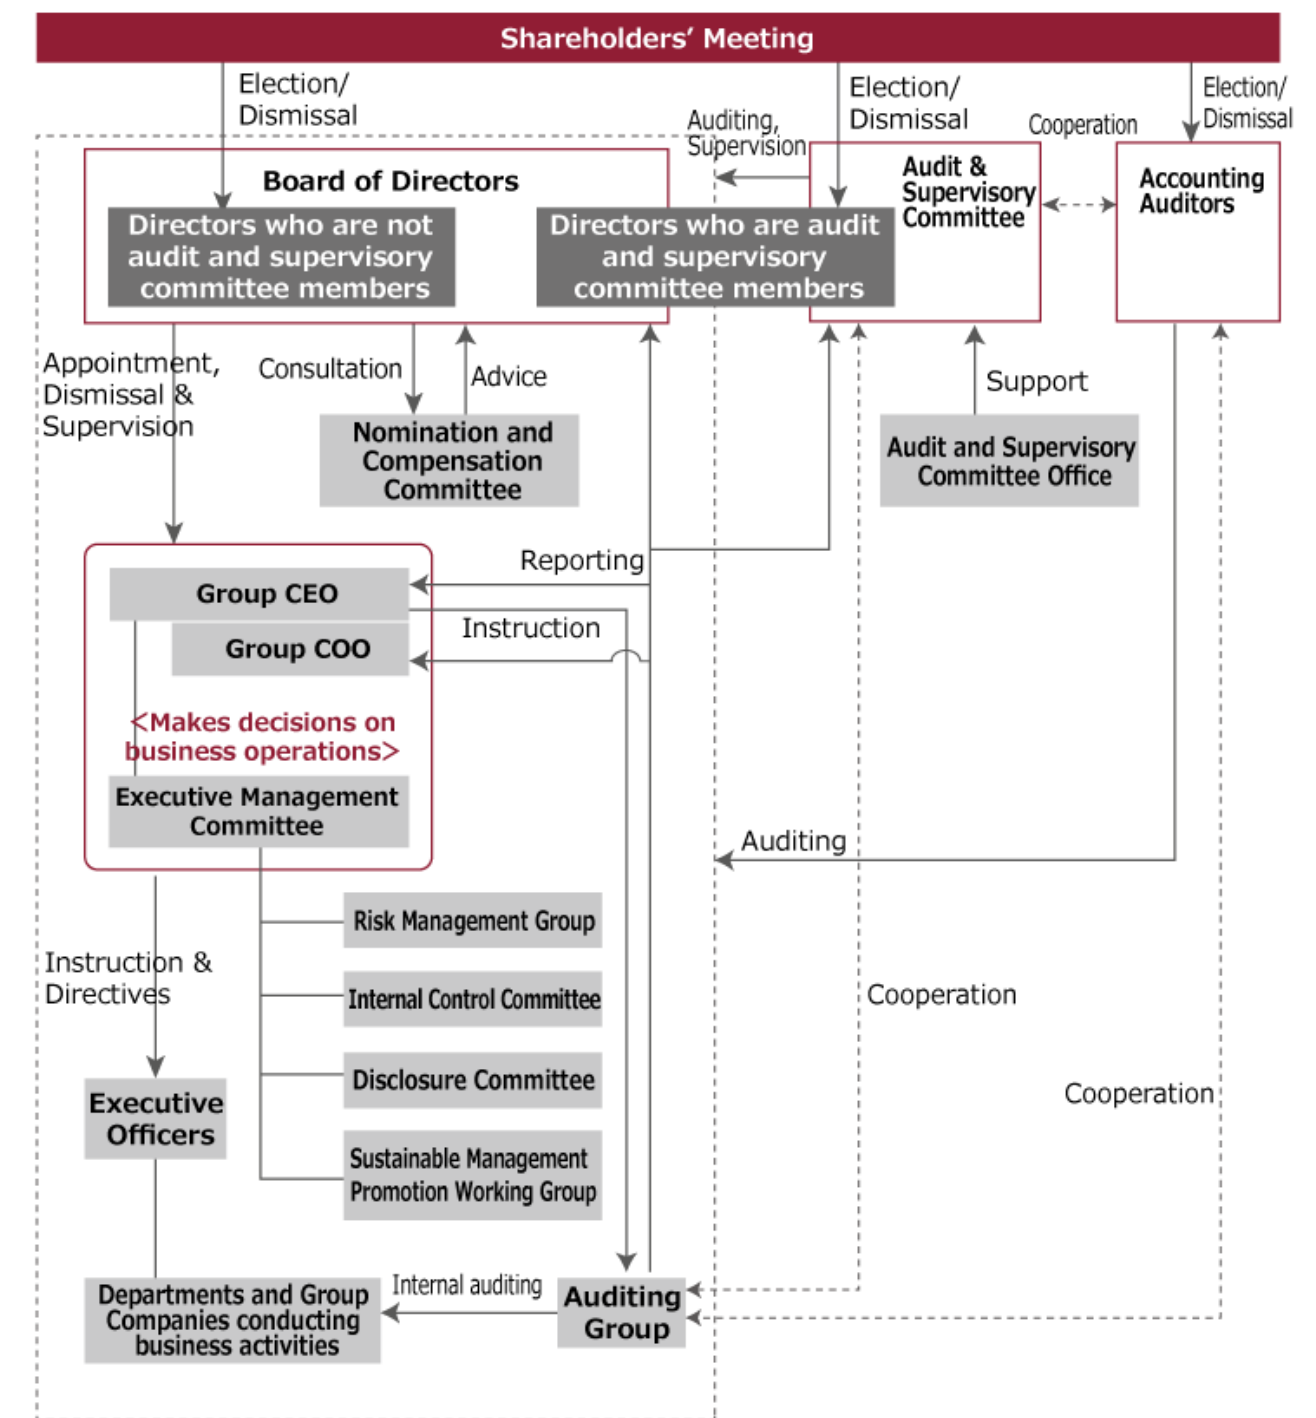 Shareholders’ Meeting
Election/
Dismissal
Election/
Dismissal
Election/
Dismissal
Auditing,
Supervision
Cooperation
Board of Directors
Directors who are not
audit and supervisory
committee members
Directors who are audit
and supervisory
committee members
Audit &
Supervisory
Committee
Accounting
Auditors
Appointment,
Dismissal &
Supervision
Consultation
Advice
Support
Nomination and
Compensation
Committee
Audit and Supervisory
Committee Office
Reporting
Group CEO
Instruction
Group COO
<Makes decisions on
business operations>
Executive Management
Committee
Auditing
Risk Management Group
Instruction &
Directives
Internal Control Committee
Cooperation
Disclosure Committee
Cooperation
Executive
Officers
Sustainable Management
Promotion Working Group
Departments and Group
Companies conducting
business activities
Internal auditing
Auditing
Group